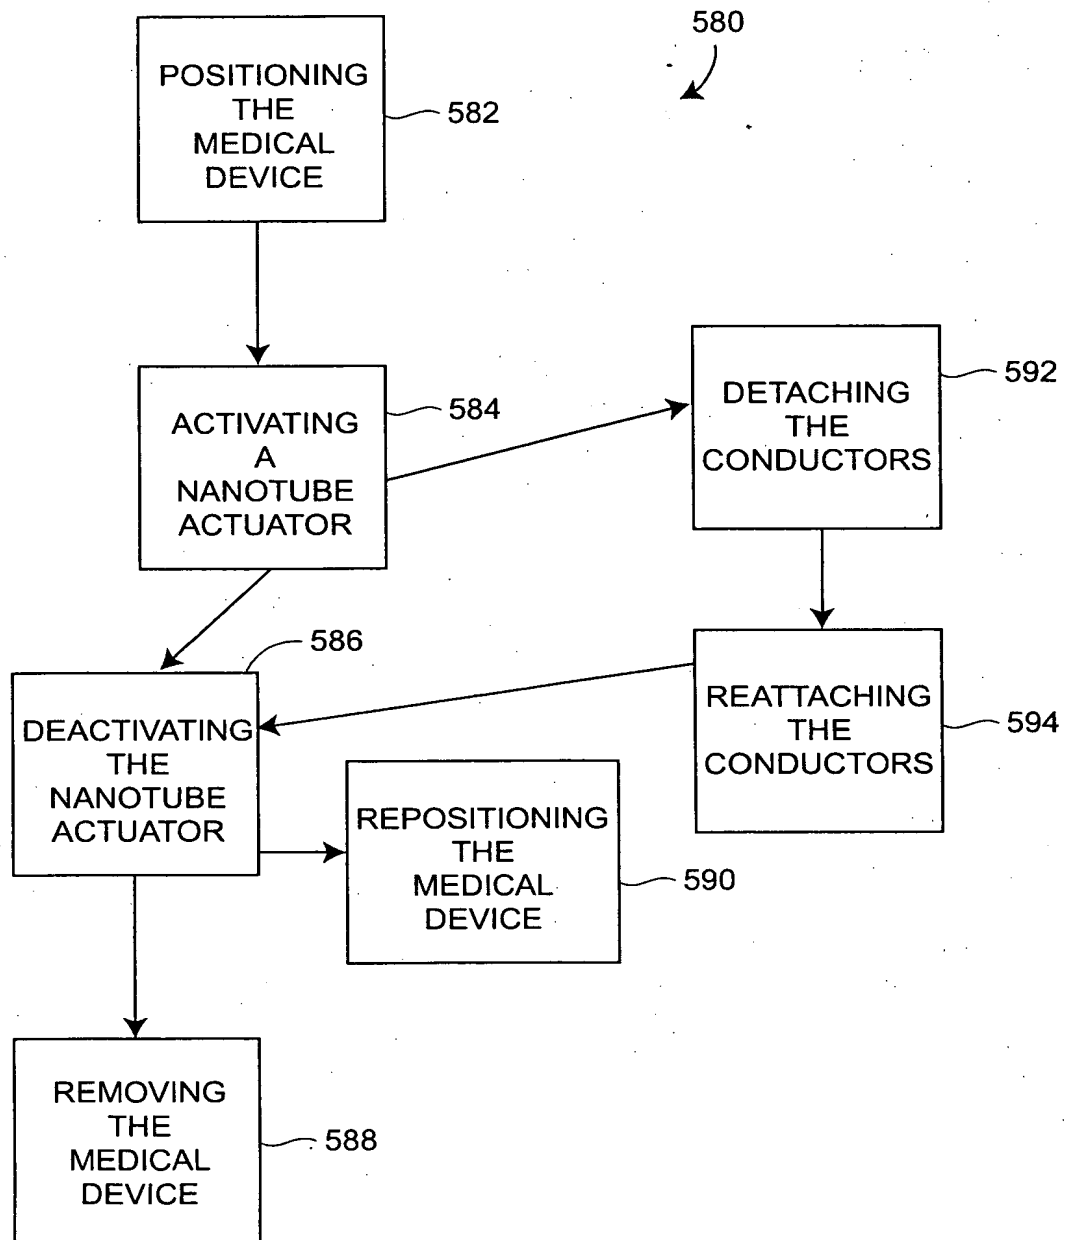 580
POSITIONING
THE
MEDICAL
DEVICE
582
ACTIVATING
A
NANOTUBE
ACTUATOR
584
DETACHING
THE
CONDUCTORS
592
DEACTIVATING
THE
NANOTUBE
ACTUATOR
586
REATTACHING
THE
CONDUCTORS
594
REPOSITIONING
THE
MEDICAL
DEVICE
590
REMOVING
THE
MEDICAL
DEVICE
588